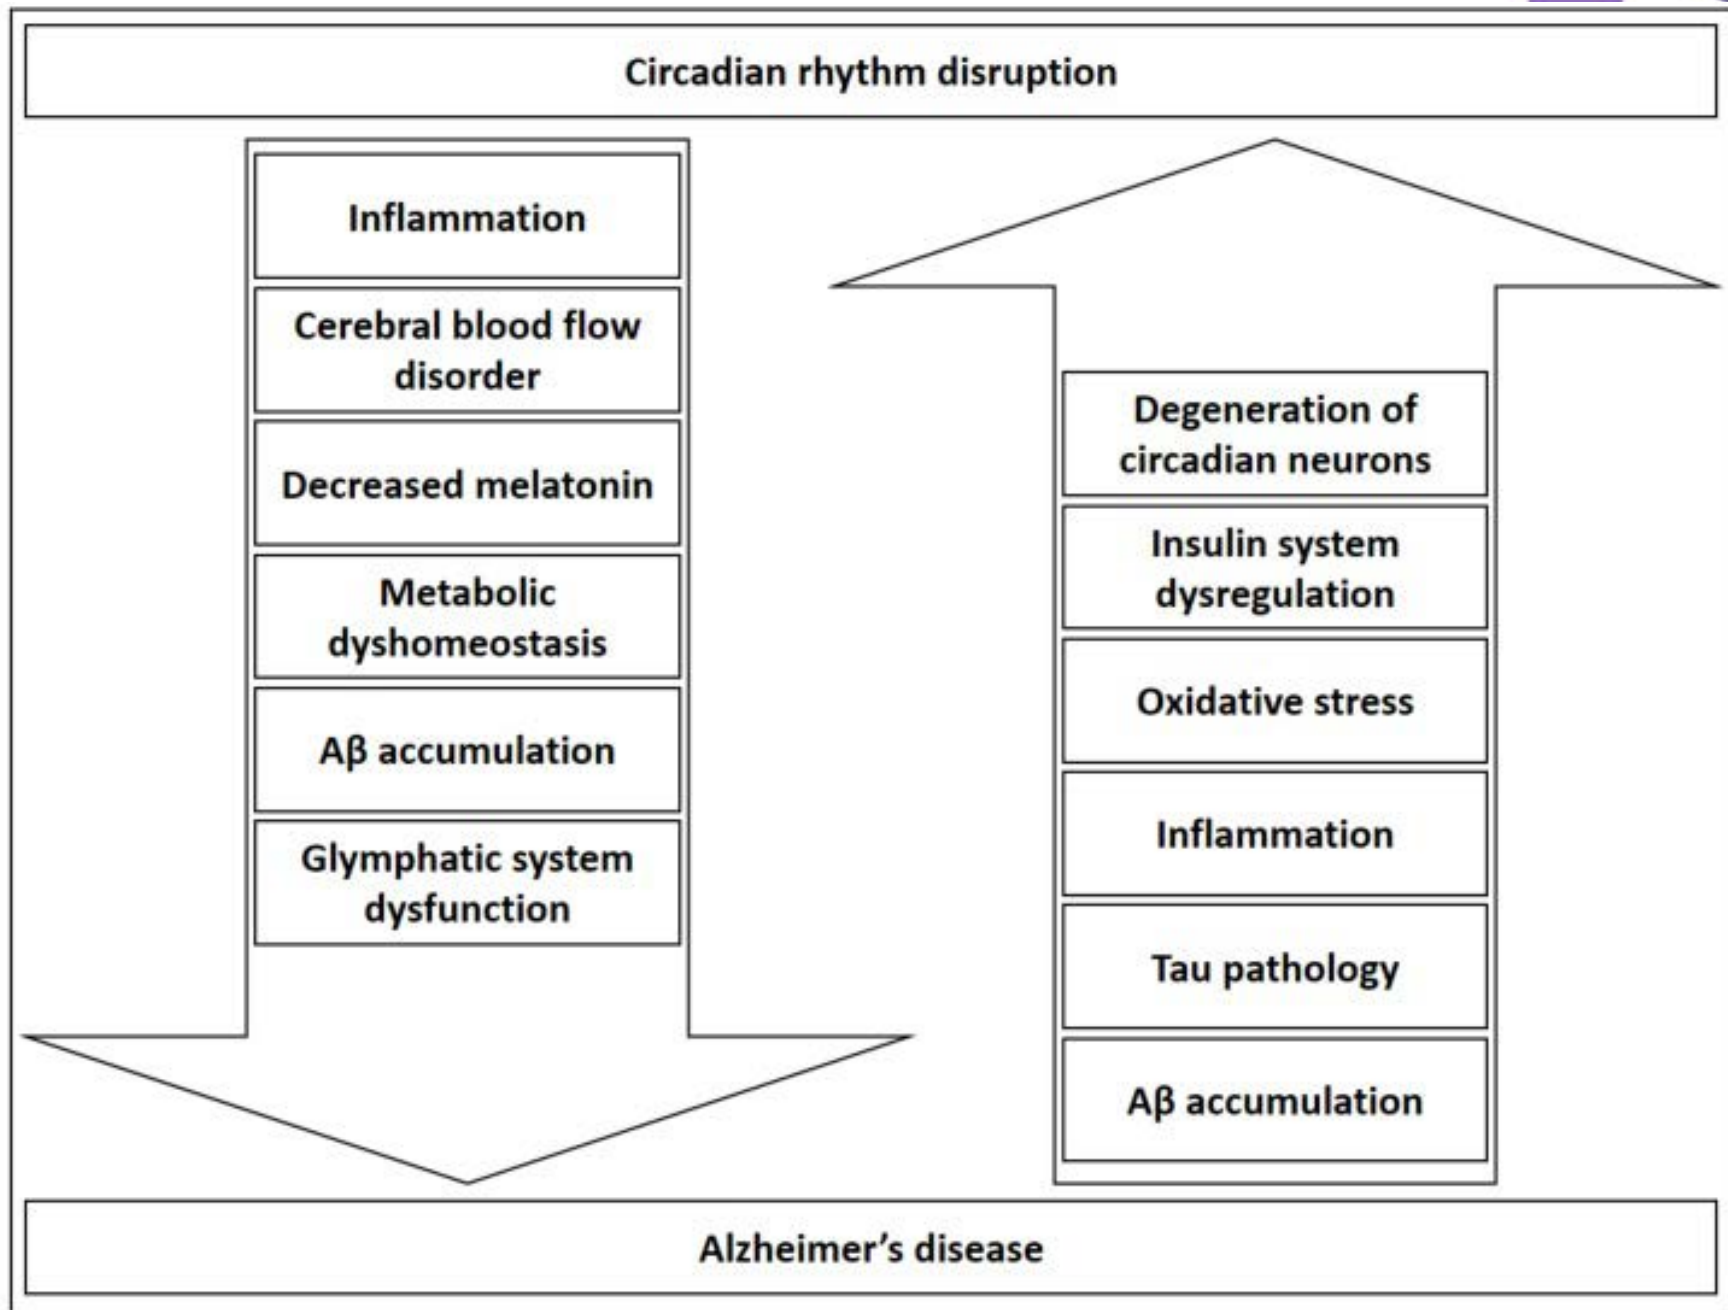 Circadian rhythm disruption
Inflammation
Cerebral blood flow
disorder
Decreased melatonin
Metabolic
dyshomeostasis
Aβ accumulation
Glymphatic system
dysfunction
Degeneration of
circadian neurons
Insulin system
dysregulation
Oxidative stress
Inflammation
Tau pathology
Aβ accumulation
Alzheimer’s disease